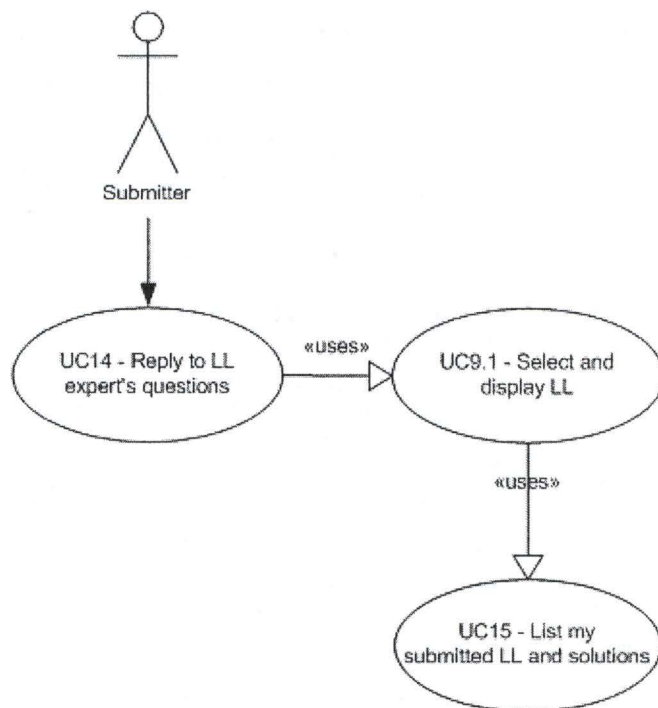 Submitter
UC14 - Reply to LL
expert's questions
«uses»
UC9.1 - Select and
display LL
«uses»
UC15 - List my
submitted LL and solutions